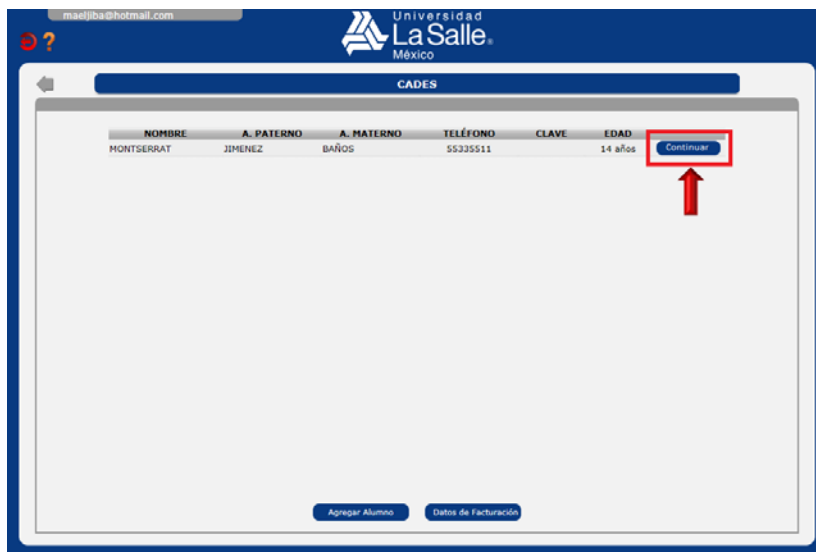 maeljiba@hotmail.com
?
Universidad
La Salle®
México
CADES
NOMBRE A. PATERNO A. MATERNO TELÉFONO CLAVE EDAD
MONTSERRAT JIMENEZ BAÑOS 55335511 14 años Continuar
Agregar Alumno Datos de Facturación